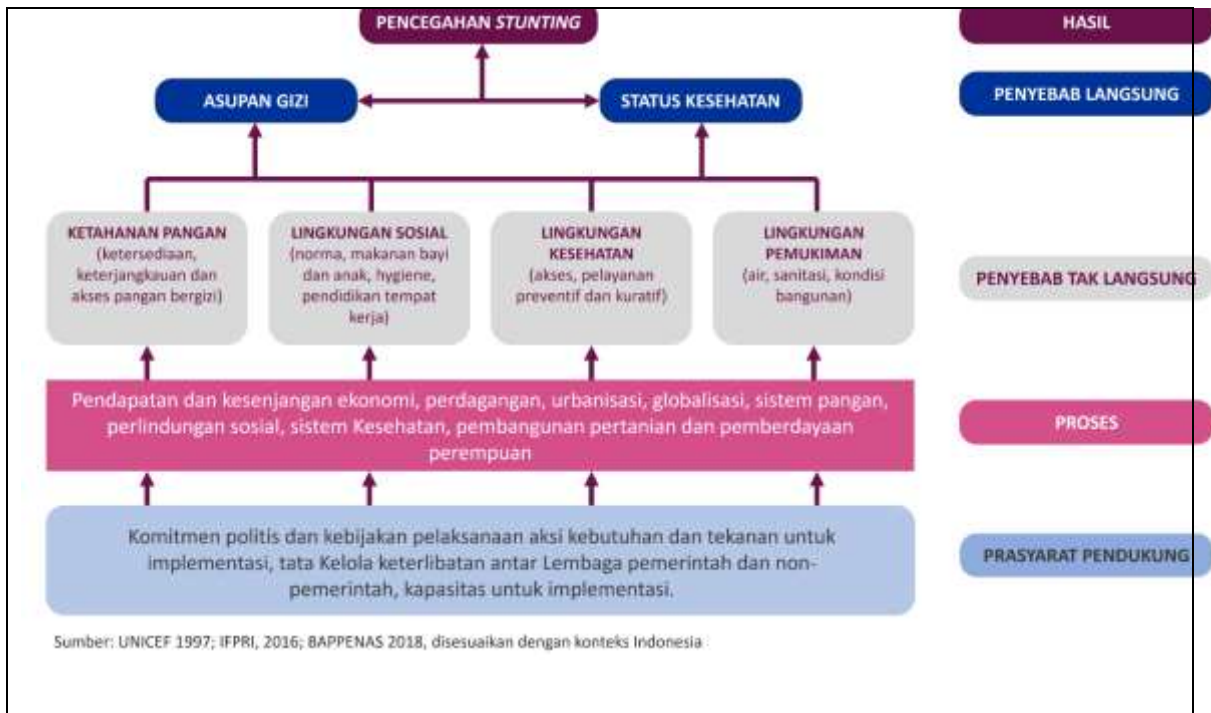 PENCEGAHAN STUNTING
HASIL
ASUPAN GIZI
STATUS KESEHATAN
PENYEBAB LANGSUNG
KETAHANAN PANGAN
(ketersediaan,
keterjangkauan dan
akses pangan bergizi)
LINGKUNGAN SOSIAL
(norma, makanan bayi
dan anak, hygiene,
pendidikan tempat
kerja)
LINGKUNGAN
KESEHATAN
(akses, pelayanan
preventif dan kuratif)
LINGKUNGAN
PEMUKIMAN
(air, sanitasi, kondisi
bangunan)
PENYEBAB TAK LANGSUNG
Pendapatan dan kesenjangan ekonomi, perdagangan, urbanisasi, globalisasi, sistem pangan,
perlindungan sosial, sistem Kesehatan, pembangunan pertanian dan pemberdayaan
perempuan
PROSES
Komitmen politis dan kebijakan pelaksanaan aksi kebutuhan dan tekanan untuk
implementasi, tata Kelola keterlibatan antar Lembaga pemerintah dan non-
pemerintah, kapasitas untuk implementasi.
PRASYARAT PENDUKUNG
Sumber: UNICEF 1997; IFPRI, 2016; BAPPENAS 2018, disesuaikan dengan konteks Indonesia